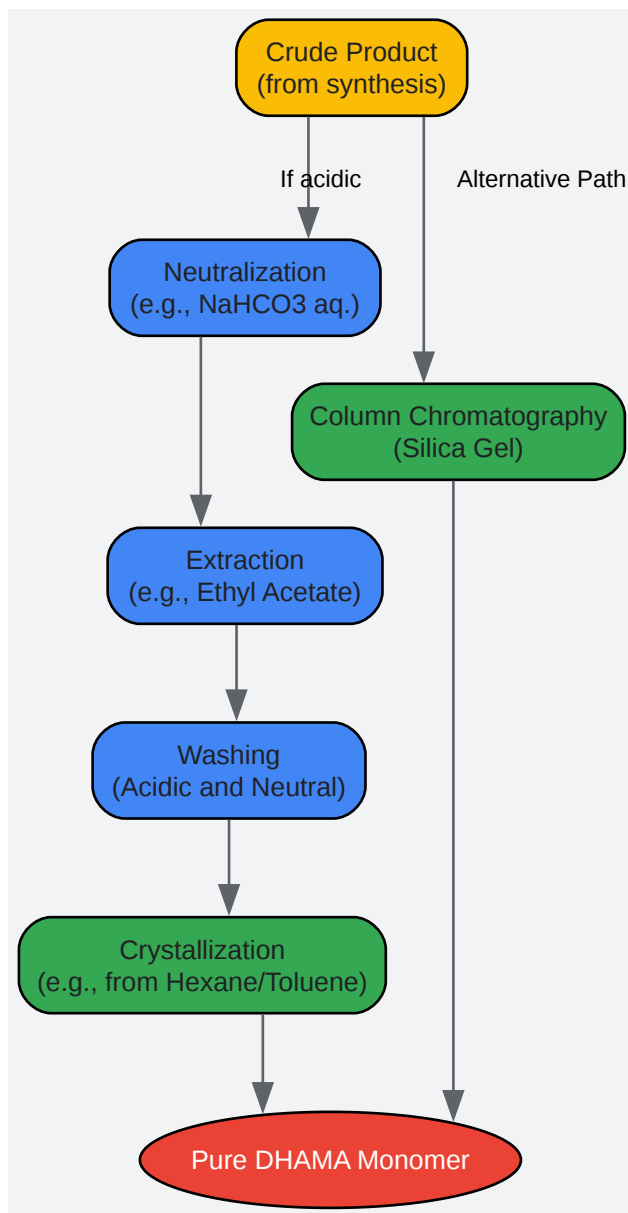 Crude Product
(from synthesis)
If acidic
Alternative Path
Neutralization
(e.g., NaHCO3 aq.)
Column Chromatography
(Silica Gel)
Extraction
(e.g., Ethyl Acetate)
Washing
(Acidic and Neutral)
Crystallization
(e.g., from Hexane/Toluene)
Pure DHAMA Monomer